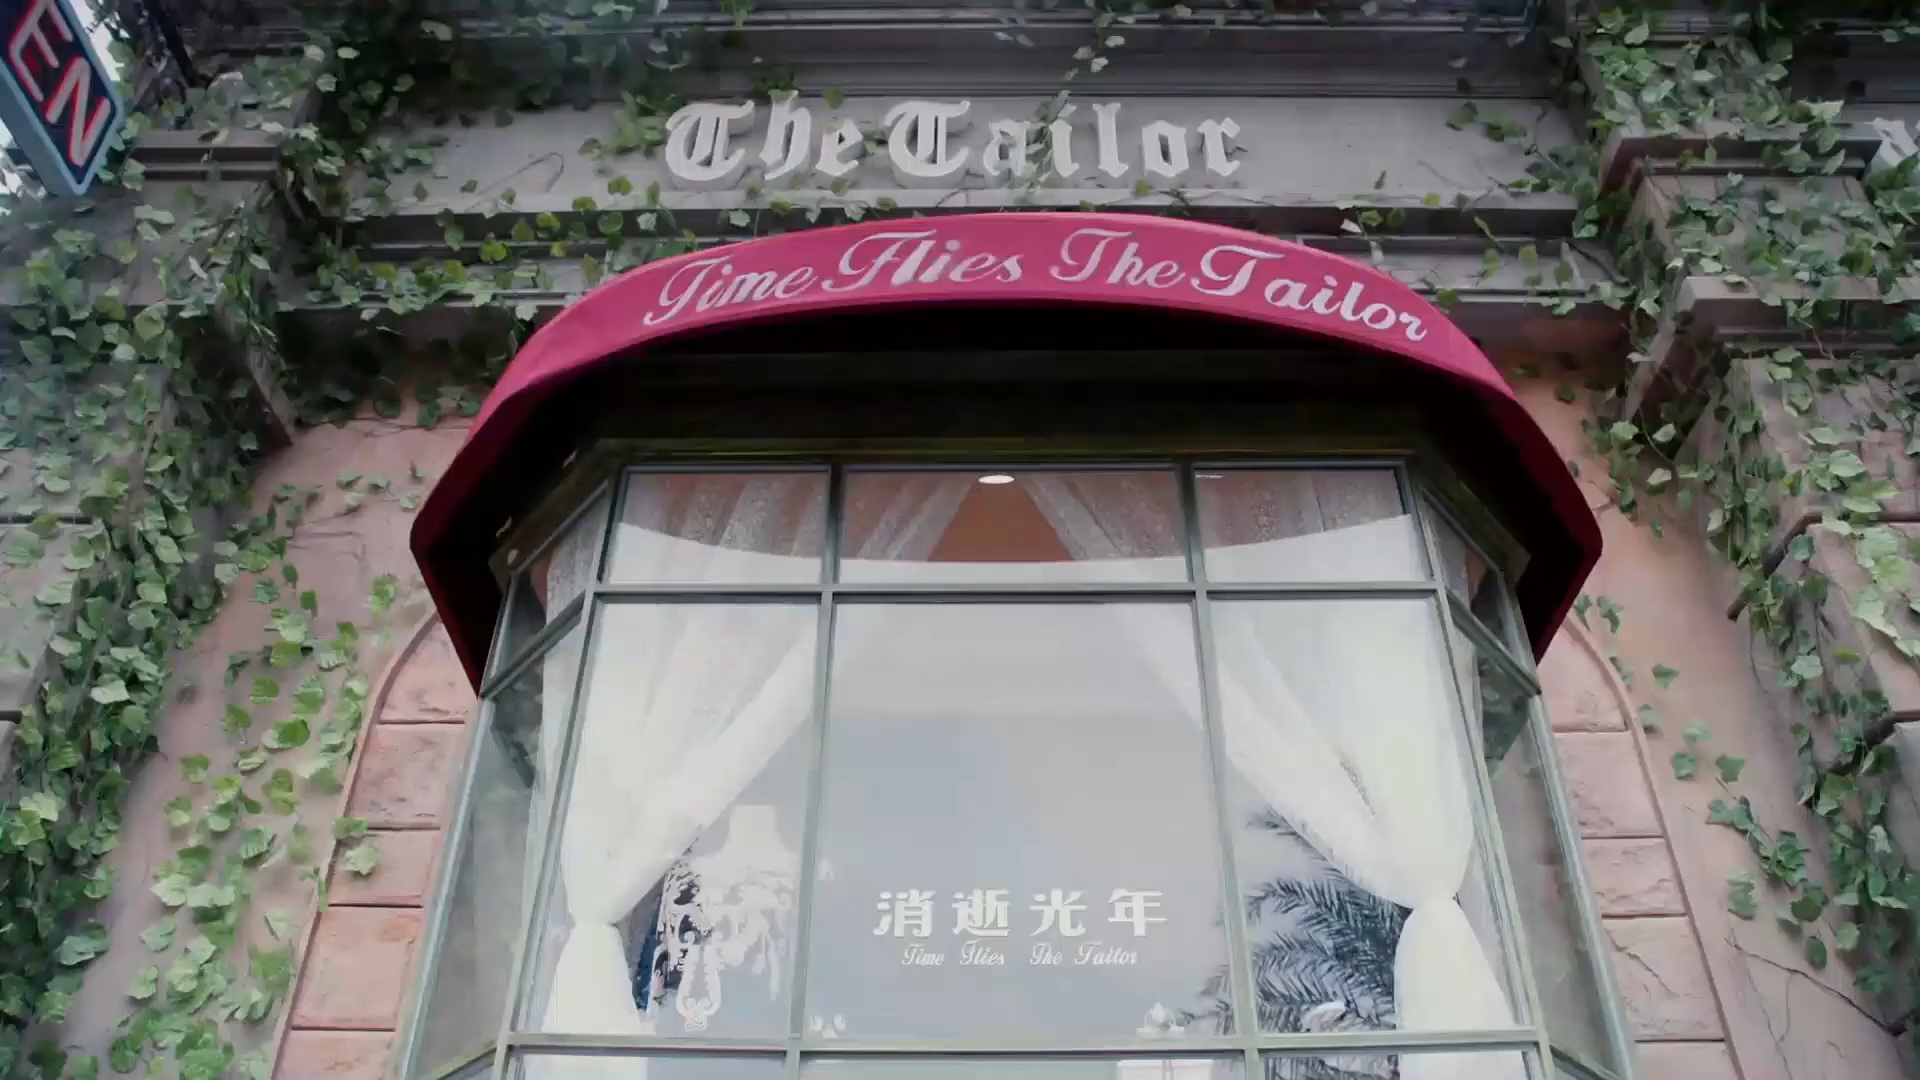 EN
The Tailor
Time Flies The Tailor
消逝光年
Time Flies The Tailor